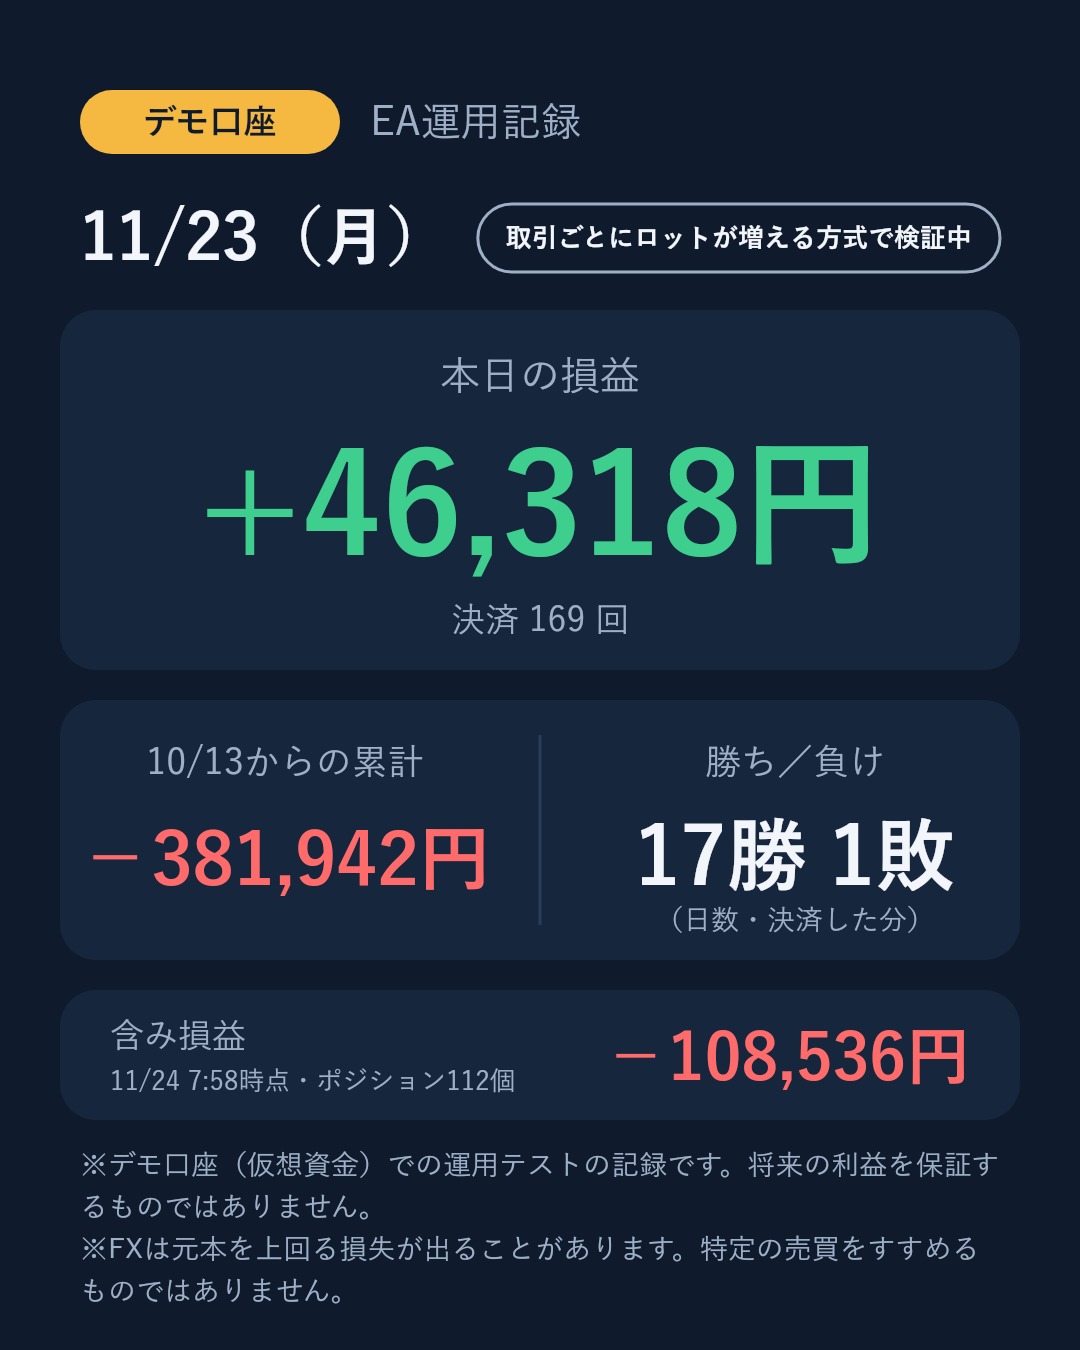 デモ口座
EA運用記録
11/23（月）
取引ごとにロットが増える方式で検証中
本日の損益
＋46,318円
決済 169 回
10/13からの累計
－381,942円
勝ち／負け
17勝 1敗
（日数・決済した分）
含み損益
11/24 7:58時点・ポジション112個
－108,536円
※デモ口座（仮想資金）での運用テストの記録です。将来の利益を保証す
るものではありません。
※FXは元本を上回る損失が出ることがあります。特定の売買をすすめる
ものではありません。